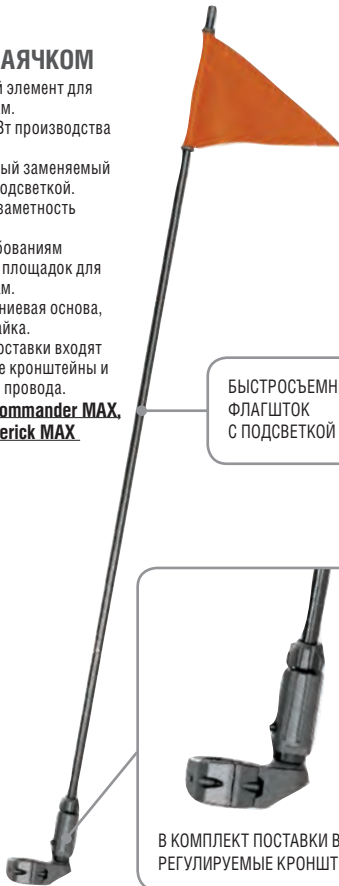 АЯЧКОМ
й элемент для
м.
Вт производства
ый заменяемый
одсветкой.
заметность
бованиям
площадок для
ам.
ниевая основа,
айка.
оставки входят
е кронштейны и
провода.
ommander MAX,
erick MAX
БЫСТРОСЪЕМН
ФЛАГШТОК
С ПОДСВЕТКОЙ
В КОМПЛЕКТ ПОСТАВКИ В
РЕГУЛИРУЕМЫЕ КРОНШТ